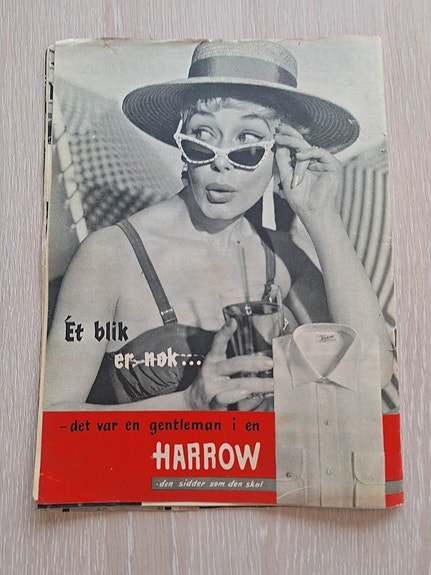 Ét blik
er nok...
- det var en gentleman i en
HARROW
- den sidder som den skal